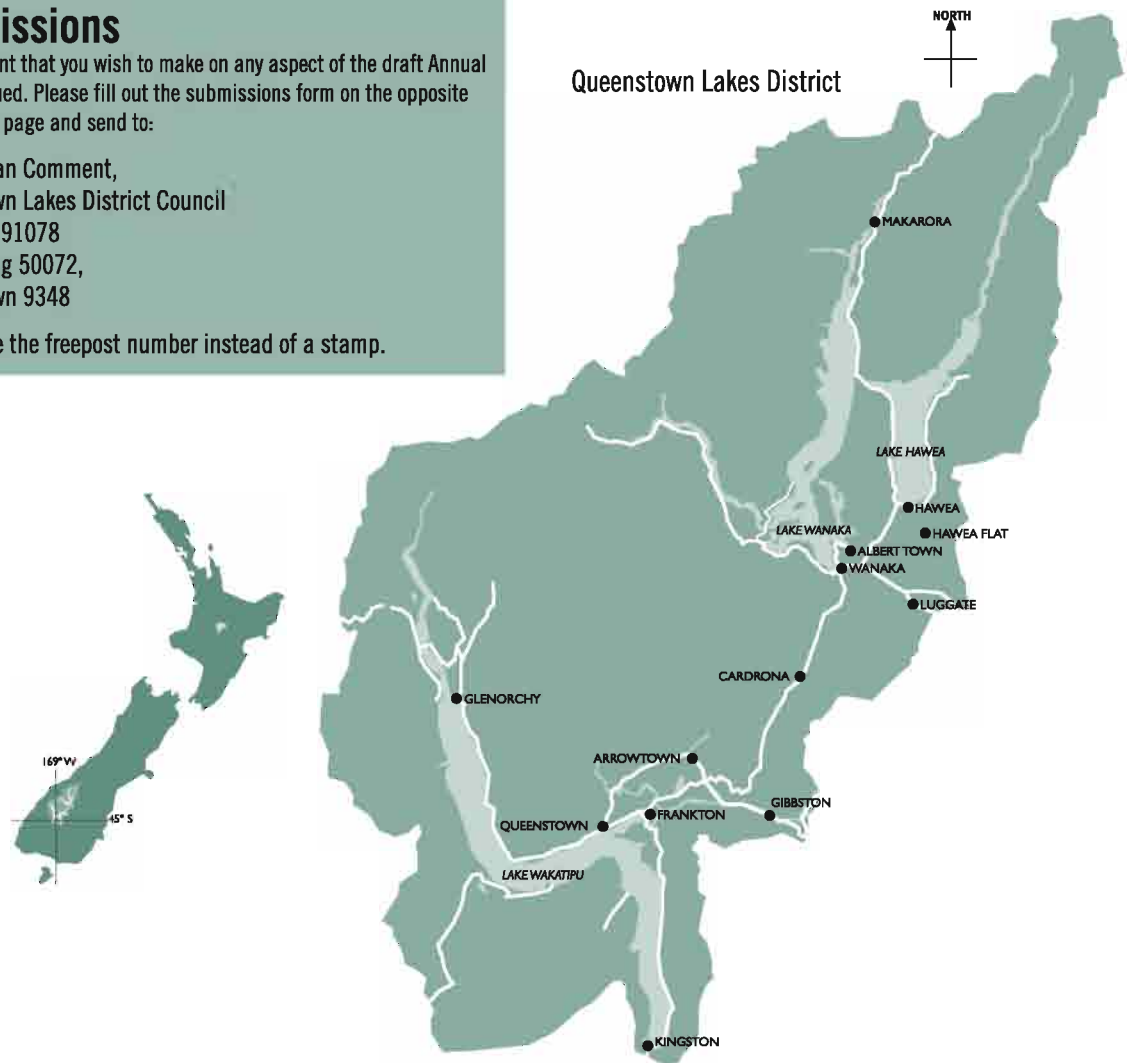 issions
nt that you wish to make on any aspect of the draft Annual
ed. Please fill out the submissions form on the opposite
page and send to:
an Comment,
wn Lakes District Council
91078
g 50072,
wn 9348
e the freepost number instead of a stamp.
Queenstown Lakes District
NORTH
MAKARORA
LAKE HAWEA
HAWEA
HAWEA FLAT
LAKE WANAKA
ALBERT TOWN
WANAKA
LUGGATE
CARDRONA
GLENORCHY
ARROWTOWN
GIBBSTON
FRANKTON
QUEENSTOWN
LAKE WAKATIPU
KINGSTON
169° W
45° S